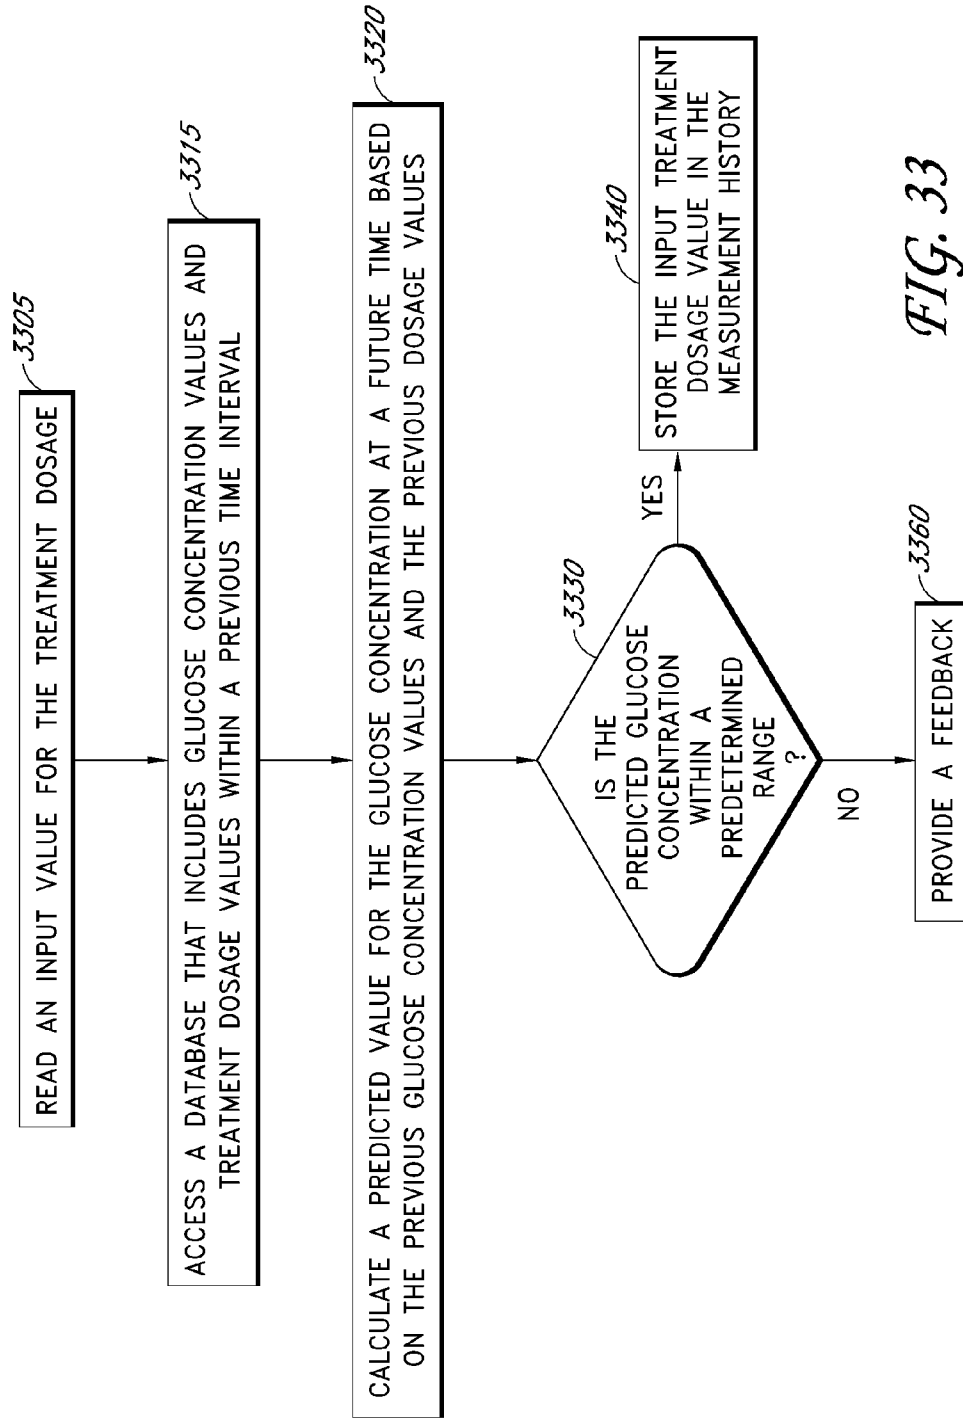 3305
READ AN INPUT VALUE FOR THE TREATMENT DOSAGE
3315
ACCESS A DATABASE THAT INCLUDES GLUCOSE CONCENTRATION VALUES AND
TREATMENT DOSAGE VALUES WITHIN A PREVIOUS TIME INTERVAL
3320
CALCULATE A PREDICTED VALUE FOR THE GLUCOSE CONCENTRATION AT A FUTURE TIME BASED
ON THE PREVIOUS GLUCOSE CONCENTRATION VALUES AND THE PREVIOUS DOSAGE VALUES
3330
IS THE
PREDICTED GLUCOSE
CONCENTRATION
WITHIN A
PREDETERMINED
RANGE
?
YES
3340
STORE THE INPUT TREATMENT
DOSAGE VALUE IN THE
MEASUREMENT HISTORY
NO
3360
PROVIDE A FEEDBACK
FIG. 33